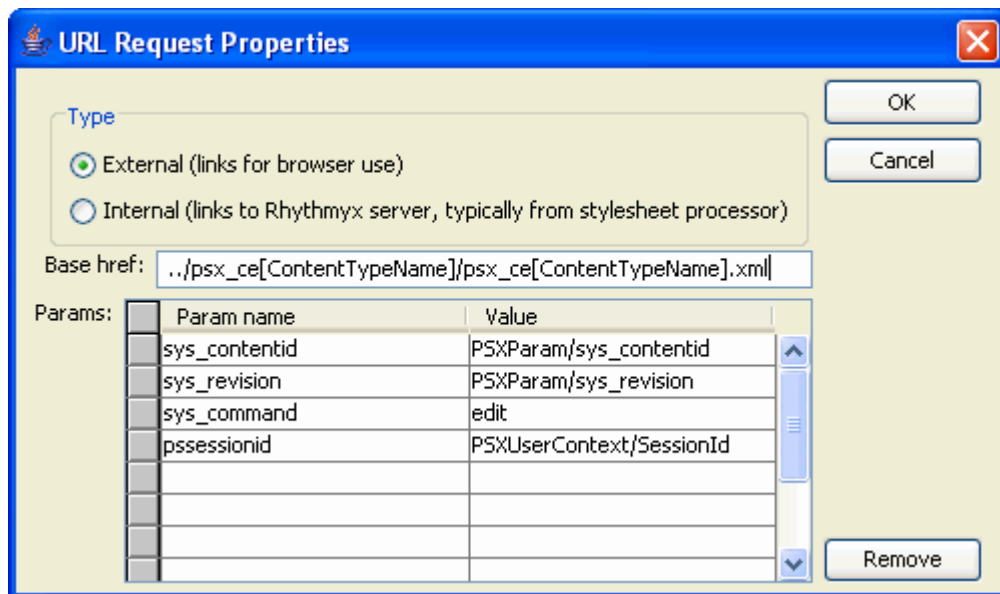 URL Request Properties
OK
Type
External (links for browser use)
Cancel
Internal (links to Rhythmyx server, typically from stylesheet processor)
Base href: ../psx_ce[ContentTypeName]/psx_ce[ContentTypeName].xml
Params: Param name Value
sys_contentid PSXParam/sys_contentid
sys_revision PSXParam/sys_revision
sys_command edit
pssessionid PSXUserContext/SessionId
Remove